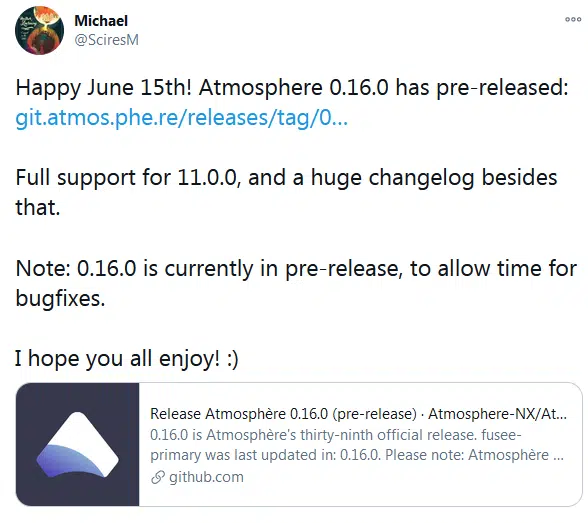 Michael
@SciresM
Happy June 15th! Atmosphere 0.16.0 has pre-released:
git.atmos.phe.re/releases/tag/0...
Full support for 11.0.0, and a huge changelog besides
that.
Note: 0.16.0 is currently in pre-release, to allow time for
bugfixes.
I hope you all enjoy! :)
Release Atmosphère 0.16.0 (pre-release) · Atmosphere-NX/At...
0.16.0 is Atmosphère's thirty-ninth official release. fusee-
primary was last updated in: 0.16.0. Please note: Atmosphère ...
github.com